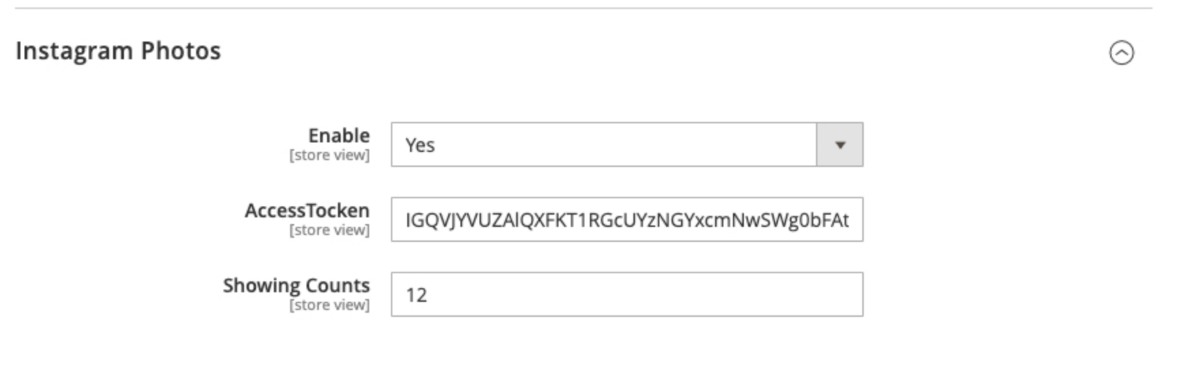 Instagram Photos
Enable
[store view]
Yes
AccessTocken
[store view]
IGQVJYVUZAlQXFKT1RGcUYzNGYxcmNwSWg0bFAt
Showing Counts
[store view]
12